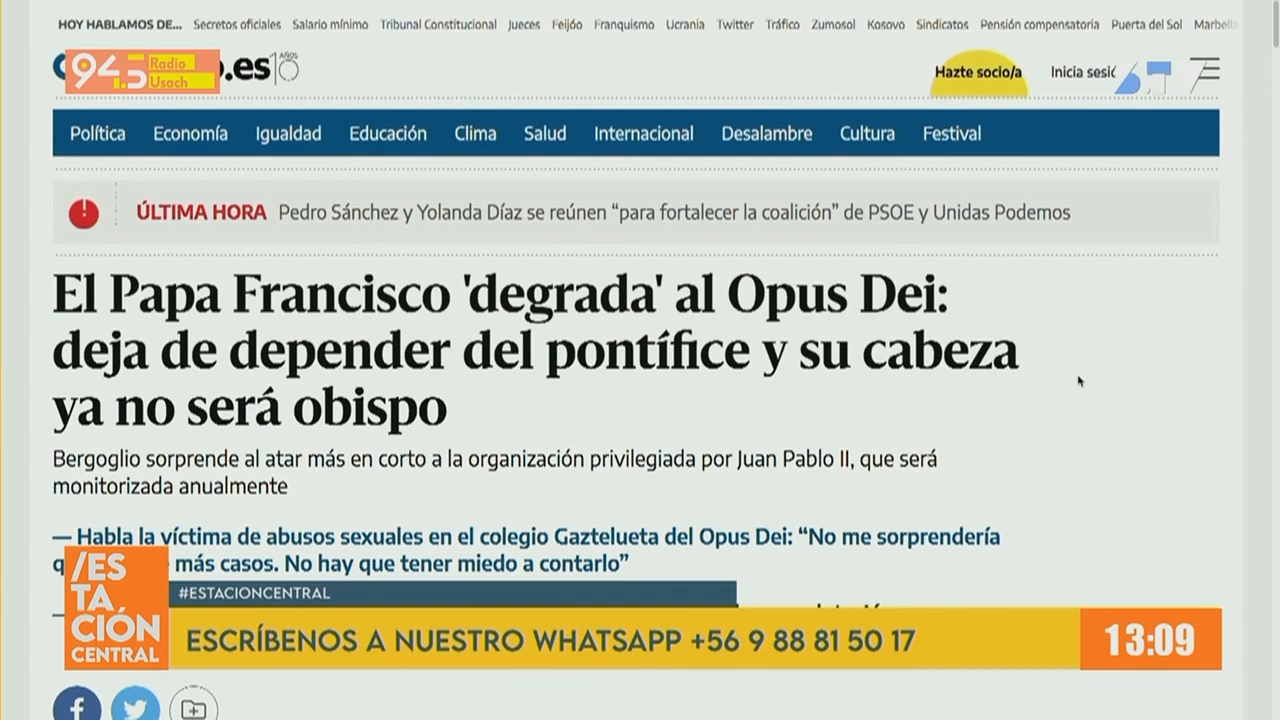 HOY HABLAMOS DE... Secretos oficiales Salario mínimo Tribunal Constitucional Jueces Feijóo Franquismo Ucrania Twitter Tráfico Zumosol Kosovo Sindicatos Pensión compensatoria Puerta del Sol Marbella
94.5 Radio Usach
.es 10 AÑOS
Hazte socio/a Inicia sesió
Política Economía Igualdad Educación Clima Salud Internacional Desalambre Cultura Festival
ÚLTIMA HORA Pedro Sánchez y Yolanda Díaz se reúnen “para fortalecer la coalición” de PSOE y Unidas Podemos
El Papa Francisco 'degrada' al Opus Dei:
deja de depender del pontífice y su cabeza
ya no será obispo
Bergoglio sorprende al atar más en corto a la organización privilegiada por Juan Pablo II, que será
monitorizada anualmente
— Habla la víctima de abusos sexuales en el colegio Gaztelueta del Opus Dei: “No me sorprendería
más casos. No hay que tener miedo a contarlo”
/ES
TA
CIÓN
CENTRAL
#ESTACIONCENTRAL
ESCRÍBENOS A NUESTRO WHATSAPP +56 9 88 81 50 17
13:09